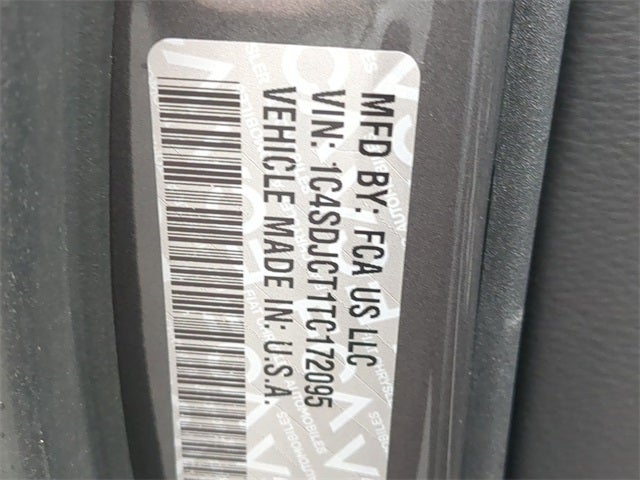 MFD BY: FCA US LLC
VIN: 1C4SDJCT1TC172095
VEHICLE MADE IN: U.S.A.